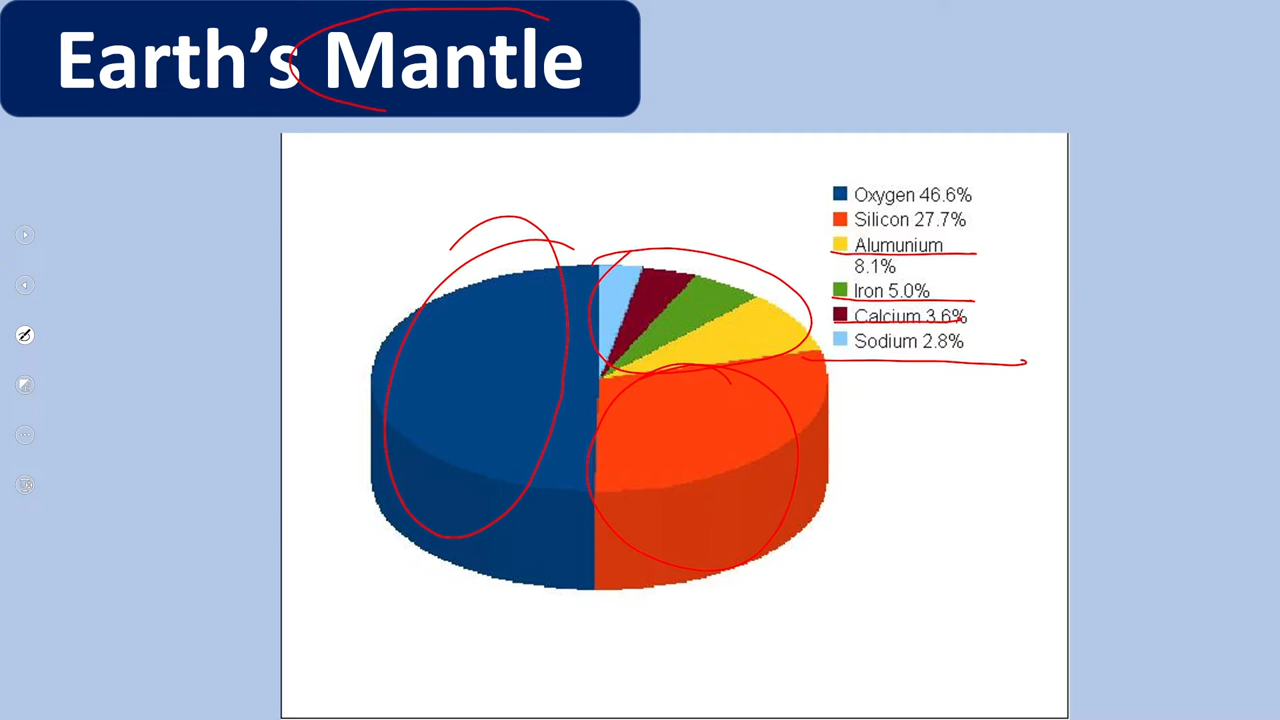 Earth's Mantle
Oxygen 46.6%
Silicon 27.7%
Alumunium
8.1%
Iron 5.0%
Calcium 3.6%
Sodium 2.8%